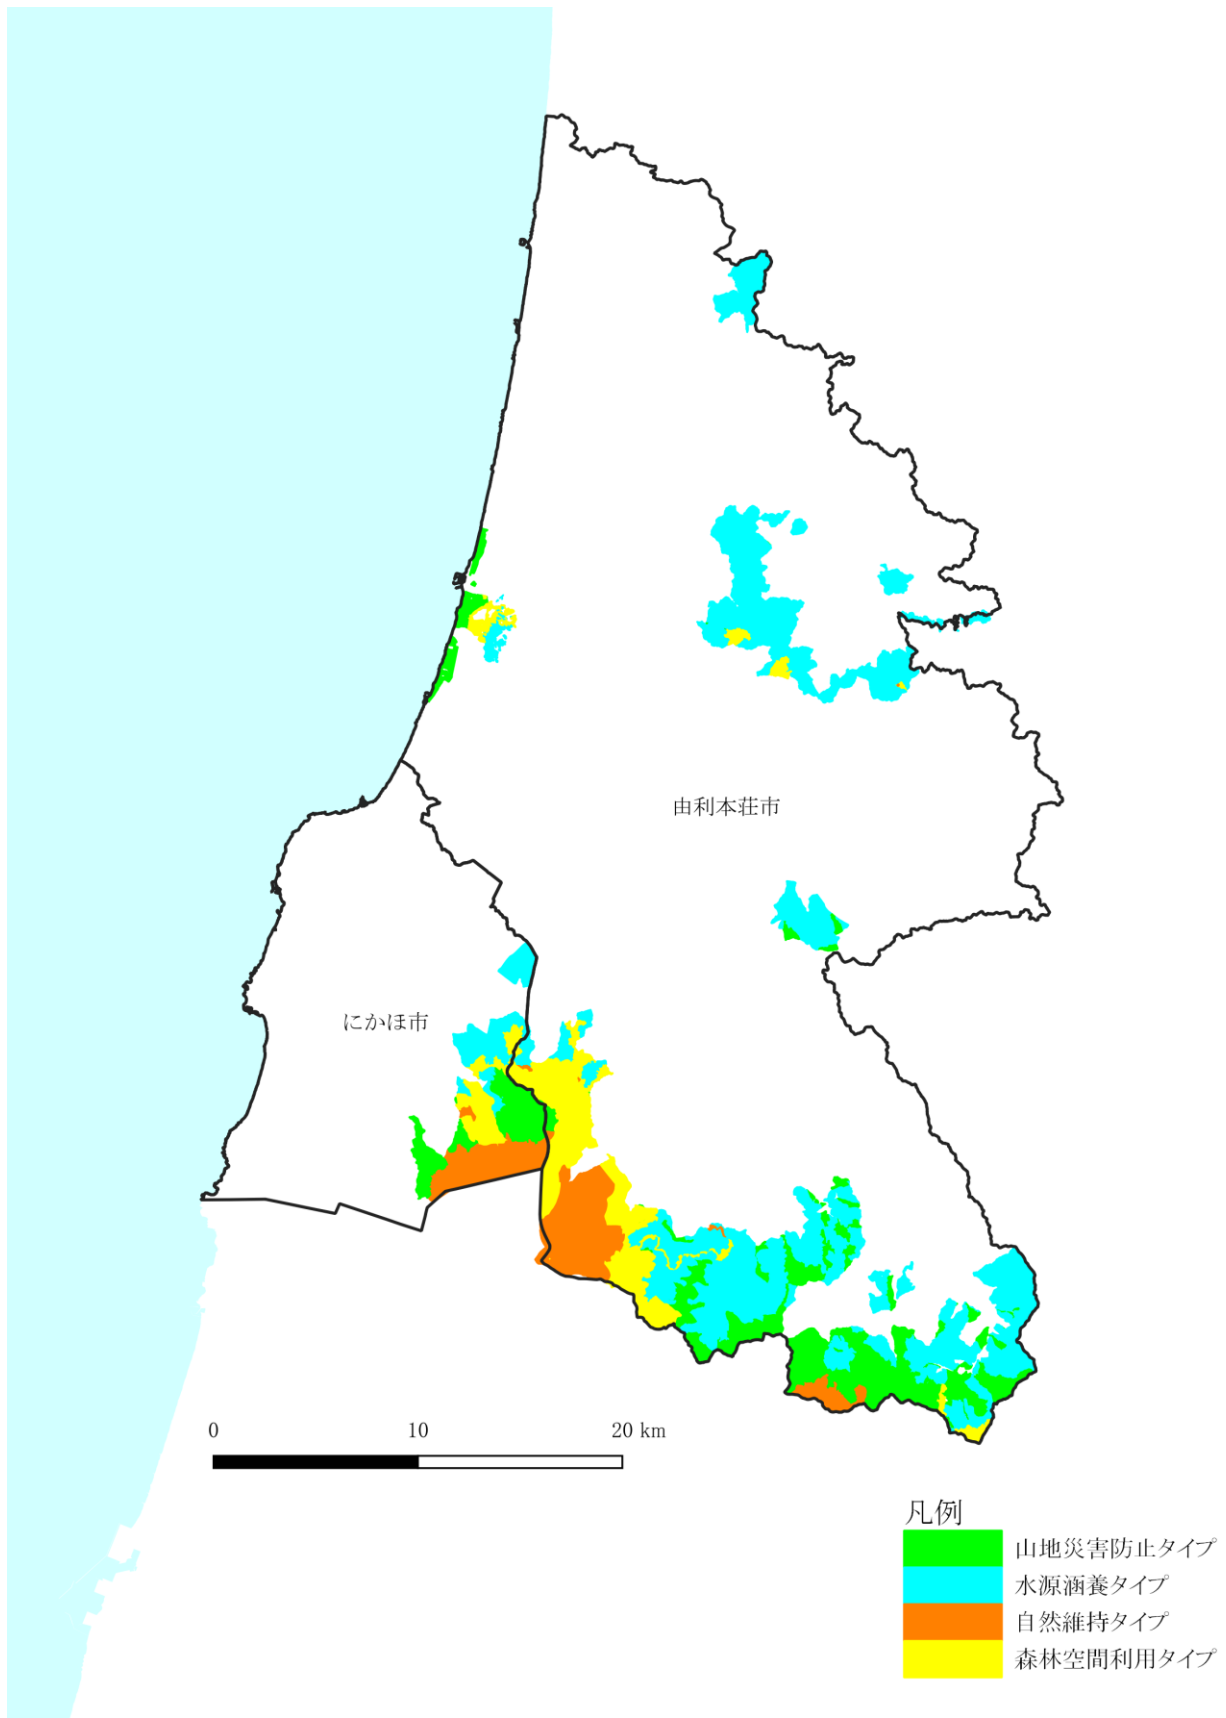 由利本荘市
にかほ市
0 10 20 km
凡例
山地災害防止タイプ
水源涵養タイプ
自然維持タイプ
森林空間利用タイプ